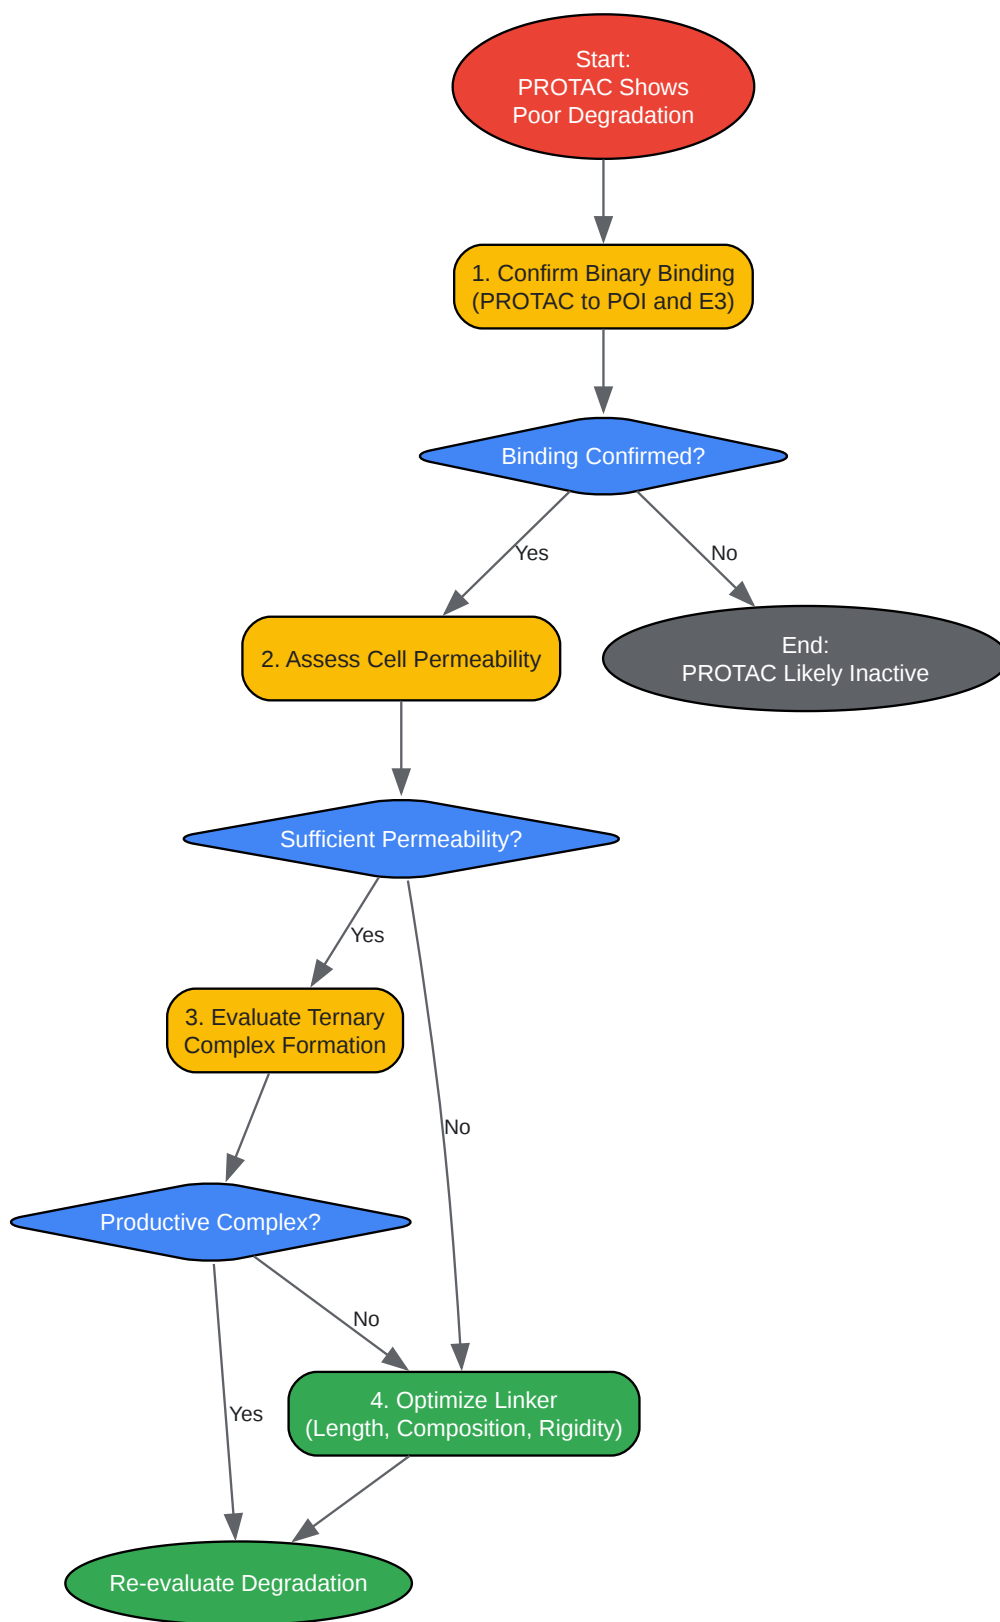 Start:
PROTAC Shows
Poor Degradation
1. Confirm Binary Binding
(PROTAC to POI and E3)
Binding Confirmed?
Yes
No
End:
PROTAC Likely Inactive
2. Assess Cell Permeability
Sufficient Permeability?
Yes
3. Evaluate Ternary
Complex Formation
No
Productive Complex?
No
Yes
4. Optimize Linker
(Length, Composition, Rigidity)
Re-evaluate Degradation